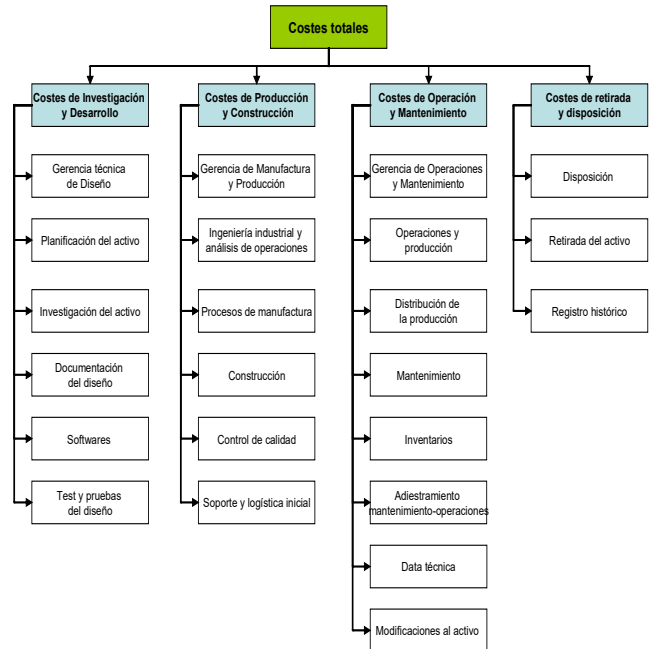 Costes totales
Costes de Investigación
y Desarrollo
Gerencia técnica
de Diseño
Planificación del activo
Investigación del activo
Documentación
del diseño
Softwares
Test y pruebas
del diseño
Costes de Producción
y Construcción
Gerencia de Manufactura
y Producción
Ingeniería industrial y
análisis de operaciones
Procesos de manufactura
Construcción
Control de calidad
Soporte y logística inicial
Costes de Operación
y Mantenimiento
Gerencia de Operaciones
y Mantenimiento
Operaciones y
producción
Distribución de
la producción
Mantenimiento
Inventarios
Adiestramiento
mantenimiento-operaciones
Data técnica
Modificaciones al activo
Costes de retirada
y disposición
Disposición
Retirada del activo
Registro histórico